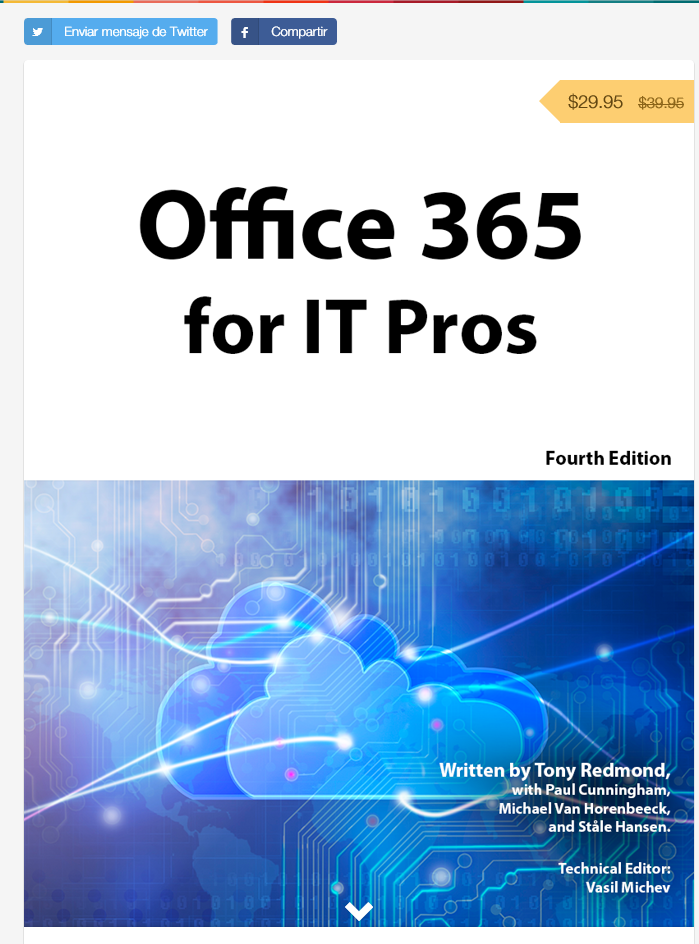 Enviar mensaje de Twitter
Compartir
$29.95 $39.95
Office 365
for IT Pros
Fourth Edition
Written by Tony Redmond,
with Paul Cunningham,
Michael Van Horenbeeck,
and Ståle Hansen.
Technical Editor:
Vasil Michev